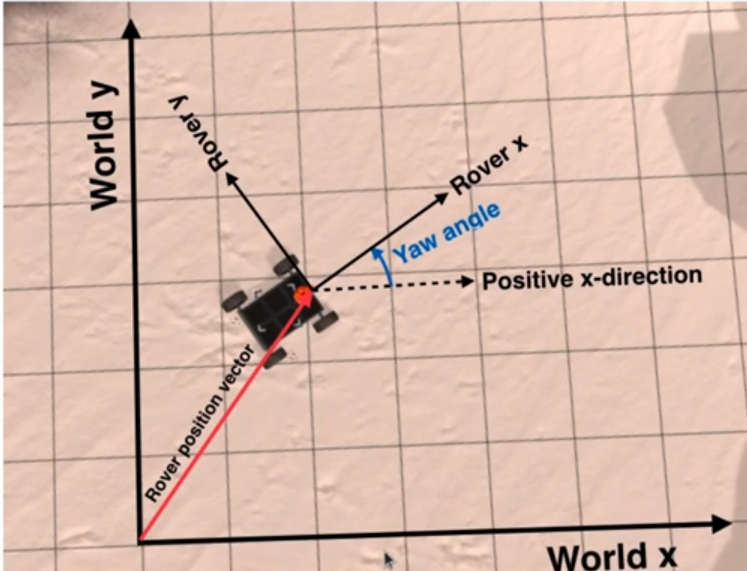 World y
Rover y
Rover x
Yaw angle
Positive x-direction
Rover position vector
World x